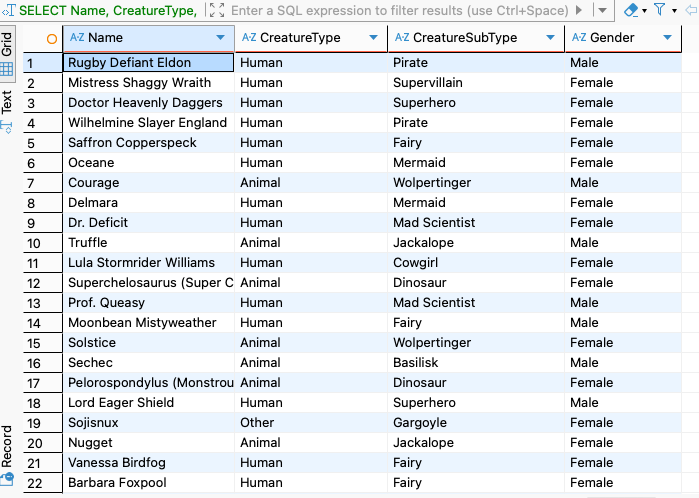 SELECT Name, CreatureType, Enter a SQL expression to filter results (use Ctrl+Space)
Grid
Text
Record
A-Z Name A-Z CreatureType A-Z CreatureSubType A-Z Gender
1 Rugby Defiant Eldon Human Pirate Male
2 Mistress Shaggy Wraith Human Supervillain Female
3 Doctor Heavenly Daggers Human Superhero Female
4 Wilhelmine Slayer England Human Pirate Female
5 Saffron Copperspeck Human Fairy Female
6 Oceane Human Mermaid Female
7 Courage Animal Wolpertinger Male
8 Delmara Human Mermaid Female
9 Dr. Deficit Human Mad Scientist Female
10 Truffle Animal Jackalope Male
11 Lula Stormrider Williams Human Cowgirl Female
12 Superchelosaurus (Super C Animal Dinosaur Female
13 Prof. Queasy Human Mad Scientist Male
14 Moonbean Mistyweather Human Fairy Male
15 Solstice Animal Wolpertinger Female
16 Sechec Animal Basilisk Male
17 Pelorospondylus (Monstrou Animal Dinosaur Female
18 Lord Eager Shield Human Superhero Male
19 Sojisnux Other Gargoyle Female
20 Nugget Animal Jackalope Female
21 Vanessa Birdfog Human Fairy Female
22 Barbara Foxpool Human Fairy Female